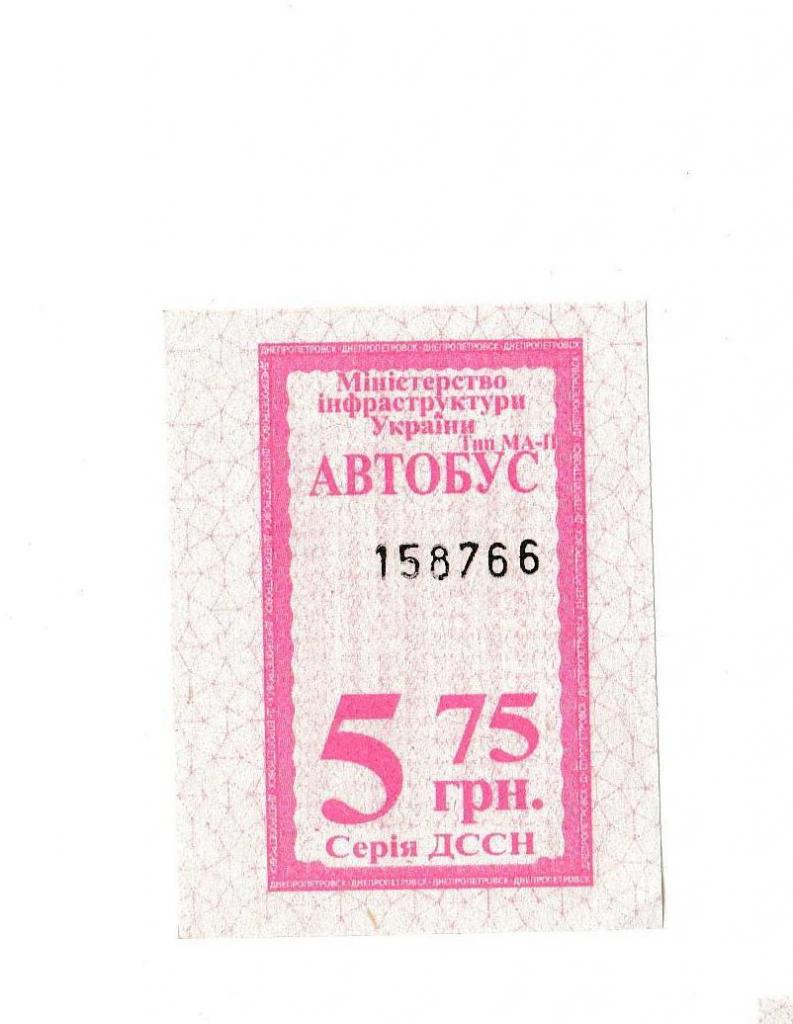 ДНЕПРОПЕТРОВСК·ДНЕПРОПЕТРОВСК·ДНЕПРОПЕТРОВСК·ДНЕПРОПЕТРОВСК
Міністерство
інфраструктури
України
Тип МА-ІІ
АВТОБУС
158766
5 75
грн.
Серія ДССН
ДНЕПРОПЕТРОВСК·ДНЕПРОПЕТРОВСК·ДНЕПРОПЕТРОВСК·ДНЕПРОПЕТРОВСК